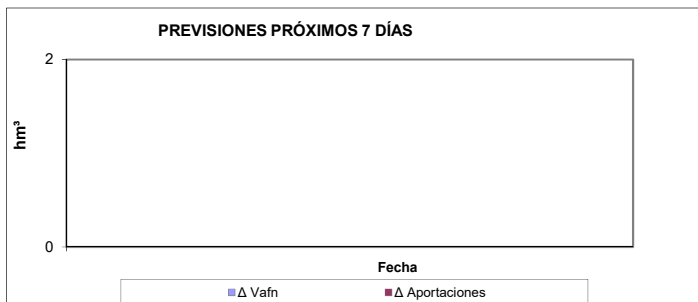 PREVISIONES PRÓXIMOS 7 DÍAS
2
hm³
0
Fecha
Δ Vafn Δ Aportaciones